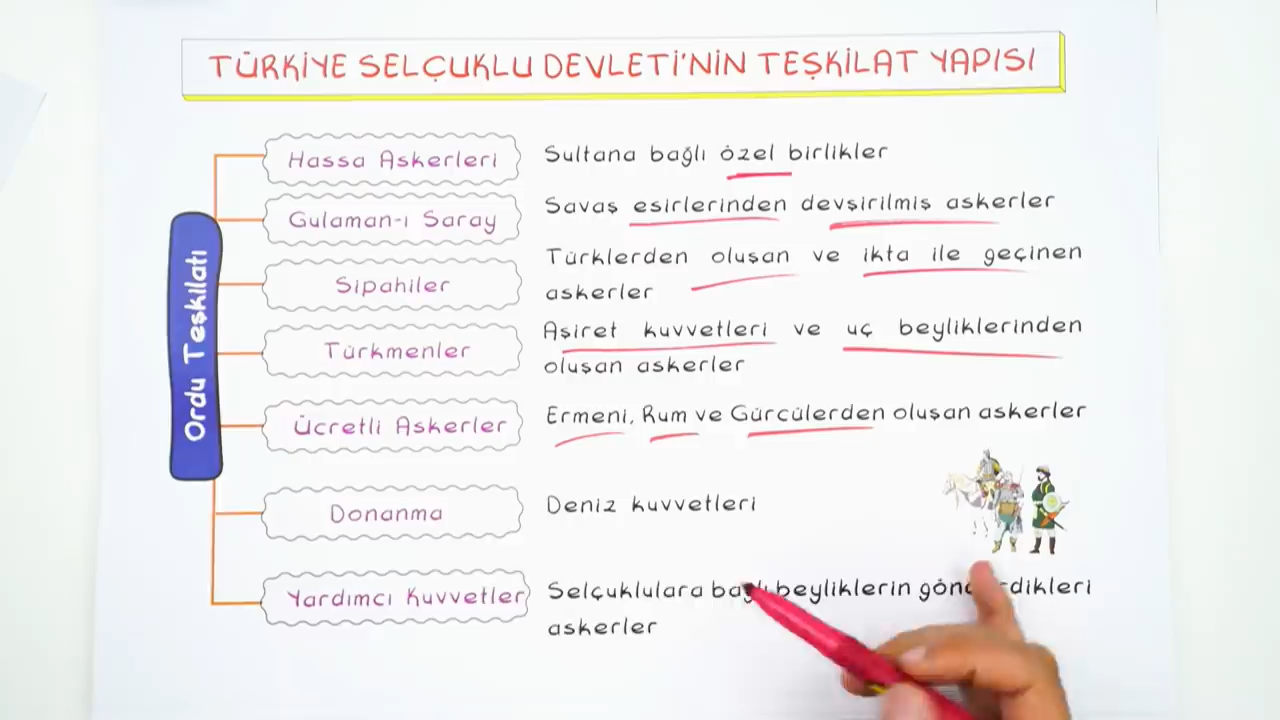 TÜRKİYE SELÇUKLU DEVLETİ'NİN TEŞKİLAT YAPISI
Ordu Teşkilatı
Hassa Askerleri
Sultana bağlı özel birlikler
Gulaman-ı Saray
Savaş esirlerinden devşirilmiş askerler
Sipahiler
Türklerden oluşan ve ikta ile geçinen
askerler
Türkmenler
Aşiret kuvvetleri ve uç beyliklerinden
oluşan askerler
Ücretli Askerler
Ermeni, Rum ve Gürcülerden oluşan askerler
Donanma
Deniz kuvvetleri
Yardımcı Kuvvetler
Selçuklulara bağlı beyliklerin
askerler